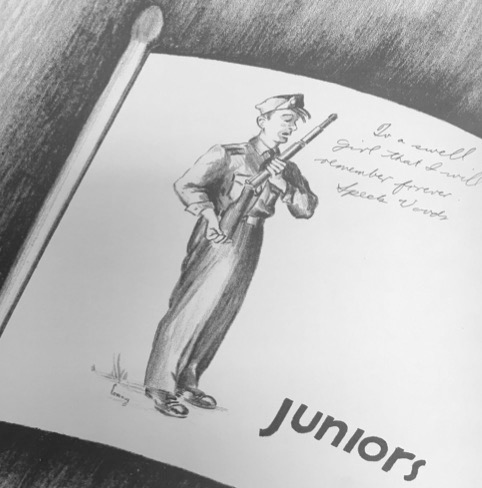 To a swell
girl that I will
remember forever
Speck Woods
Juniors